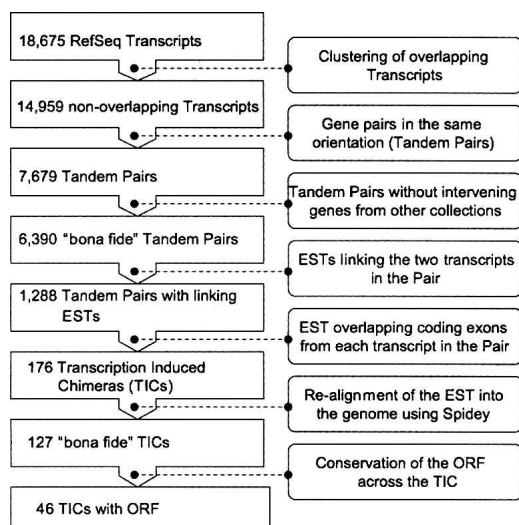 18,675 RefSeq Transcripts
Clustering of overlapping
Transcripts
14,959 non-overlapping Transcripts
Gene pairs in the same
orientation (Tandem Pairs)
7,679 Tandem Pairs
Tandem Pairs without intervening
genes from other collections
6,390 "bona fide" Tandem Pairs
ESTs linking the two transcripts
in the Pair
1,288 Tandem Pairs with linking
ESTs
EST overlapping coding exons
from each transcript in the Pair
176 Transcription Induced
Chimeras (TICs)
Re-alignment of the EST into
the genome using Spidey
127 "bona fide" TICs
Conservation of the ORF
across the TIC
46 TICs with ORF